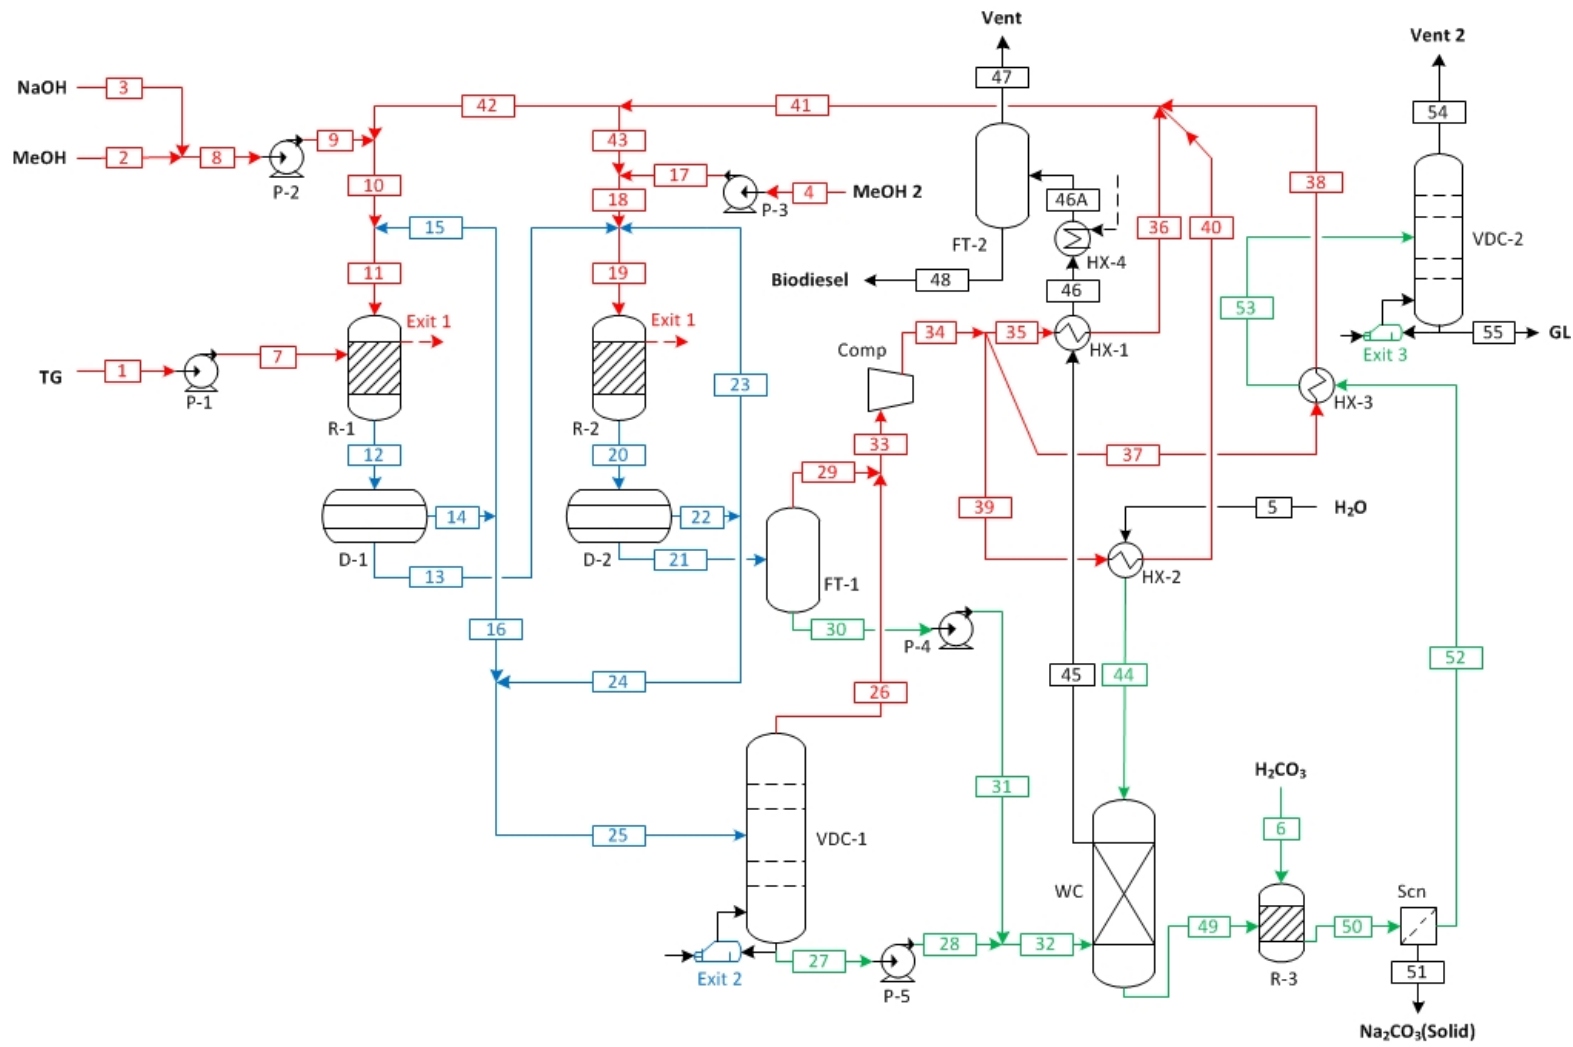 Vent
Vent 2
47
NaOH
3
42
41
54
9
43
MeOH
2
8
P-2
10
17
4
MeOH 2
P-3
38
18
46A
15
36
40
FT-2
HX-4
VDC-2
11
19
Biodiesel
48
46
53
Exit 1
Exit 1
34
35
55
GL
Comp
HX-1
Exit 3
7
TG
1
P-1
23
HX-3
R-1
R-2
33
12
20
37
29
39
5
H₂O
14
22
D-1
D-2
21
13
FT-1
HX-2
16
30
P-4
52
45
44
24
26
H₂CO₃
31
6
25
VDC-1
WC
Scn
49
50
28
32
27
Exit 2
P-5
R-3
51
Na₂CO₃(Solid)